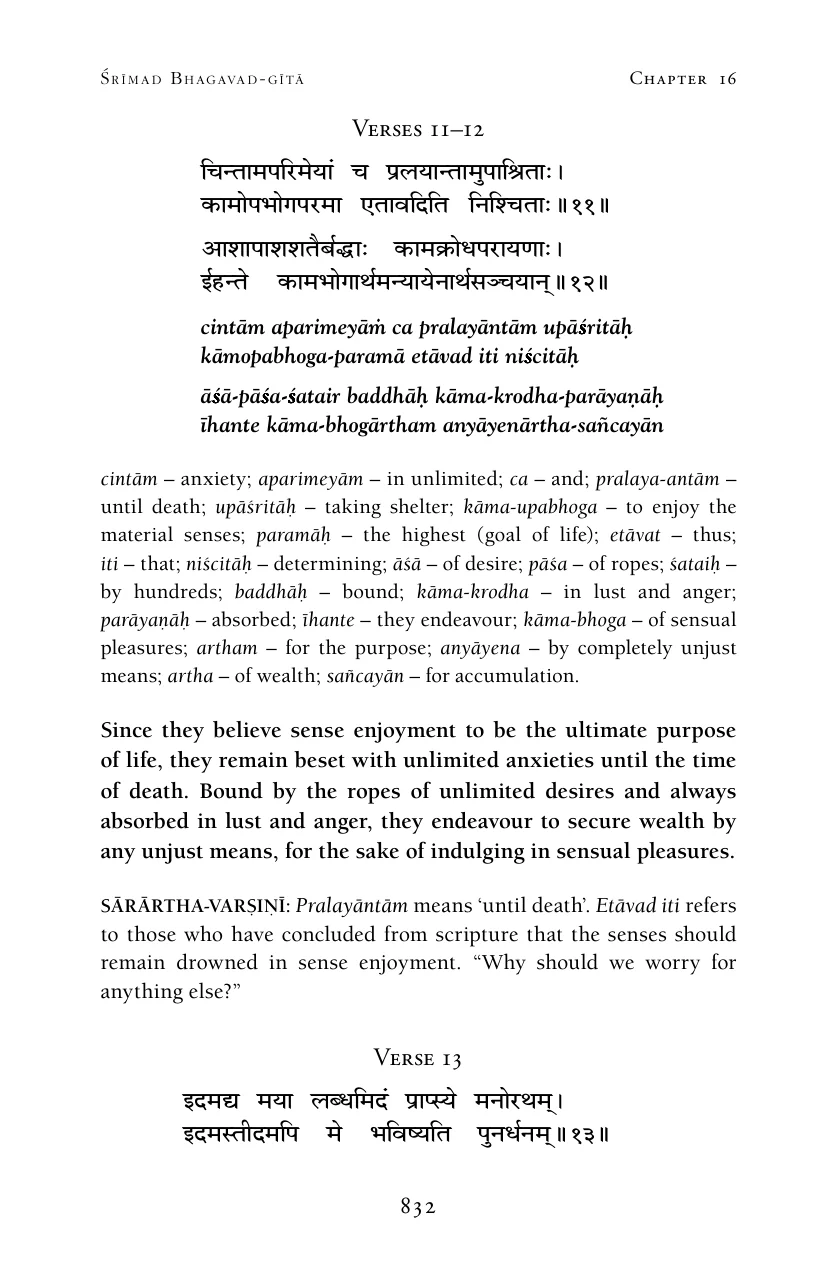 Śrīmad Bhagavad-gītā Chapter 16
Verses 11–12
चिन्तामपरिमेयां च प्रलयान्तामुपाश्रिताः।
कामोपभोगपरमा एतावदिति निश्चिताः॥११॥
आशापाशशतैर्बद्धाः कामक्रोधपरायणाः।
ईहन्ते कामभोगार्थमन्यायेनार्थसञ्चयान्॥१२॥
cintām aparimeyāṁ ca pralayāntām upāśritāḥ
kāmopabhoga-paramā etāvad iti niścitāḥ
āśā-pāśa-śatair baddhāḥ kāma-krodha-parāyaṇāḥ
īhante kāma-bhogārtham anyāyenārtha-sañcayān
cintām – anxiety; aparimeyām – in unlimited; ca – and; pralaya-antām –
until death; upāśritāḥ – taking shelter; kāma-upabhoga – to enjoy the
material senses; paramāḥ – the highest (goal of life); etāvat – thus;
iti – that; niścitāḥ – determining; āśā – of desire; pāśa – of ropes; śataiḥ –
by hundreds; baddhāḥ – bound; kāma-krodha – in lust and anger;
parāyaṇāḥ – absorbed; īhante – they endeavour; kāma-bhoga – of sensual
pleasures; artham – for the purpose; anyāyena – by completely unjust
means; artha – of wealth; sañcayān – for accumulation.
Since they believe sense enjoyment to be the ultimate purpose
of life, they remain beset with unlimited anxieties until the time
of death. Bound by the ropes of unlimited desires and always
absorbed in lust and anger, they endeavour to secure wealth by
any unjust means, for the sake of indulging in sensual pleasures.
SĀRĀRTHA-VARṢIṆĪ: Pralayāntām means ‘until death’. Etāvad iti refers
to those who have concluded from scripture that the senses should
remain drowned in sense enjoyment. “Why should we worry for
anything else?”
Verse 13
इदमद्य मया लब्धमिदं प्राप्स्ये मनोरथम्।
इदमस्तीदमपि मे भविष्यति पुनर्धनम्॥१३॥
832